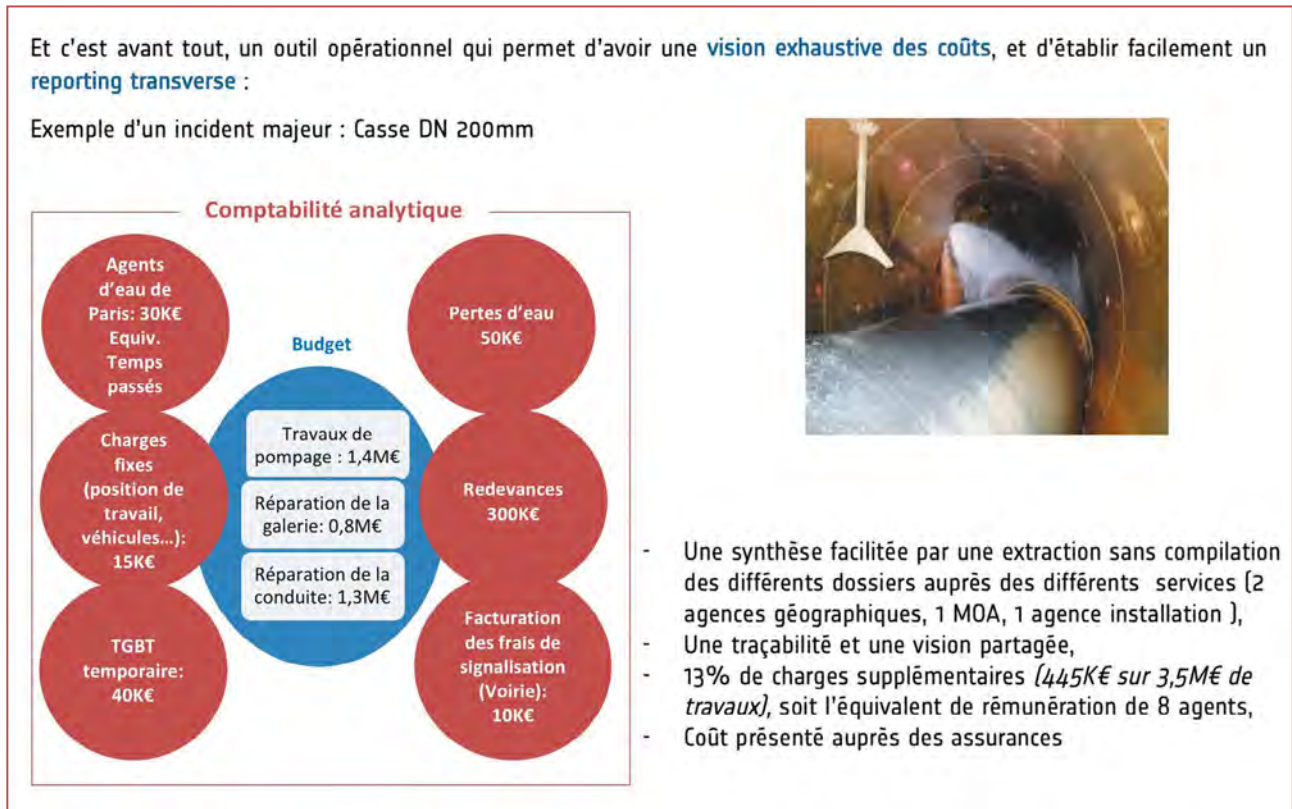 Et c'est avant tout, un outil opérationnel qui permet d'avoir une vision exhaustive des coûts, et d'établir facilement un
reporting transverse :
Exemple d'un incident majeur : Casse DN 200mm
Comptabilité analytique
Agents
d'eau de
Paris: 30K€
Equiv.
Temps
passés
Charges
fixes
(position de
travail,
véhicules...):
15K€
TGBT
temporaire:
40K€
Budget
Travaux de
pompage : 1,4M€
Réparation de la
galerie: 0,8M€
Réparation de la
conduite: 1,3M€
Pertes d'eau
50K€
Redevances
300K€
Facturation
des frais de
signalisation
(Voirie):
10K€
- Une synthèse facilitée par une extraction sans compilation
des différents dossiers auprès des différents services (2
agences géographiques, 1 MOA, 1 agence installation ),
- Une traçabilité et une vision partagée,
- 13% de charges supplémentaires (445K€ sur 3,5M€ de
travaux), soit l'équivalent de rémunération de 8 agents,
- Coût présenté auprès des assurances